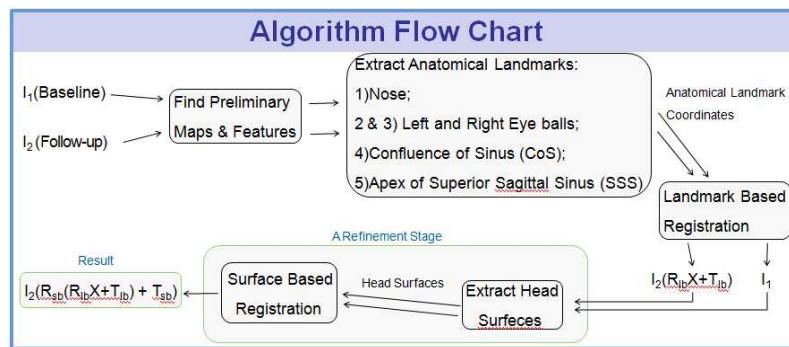 Algorithm Flow Chart
I1(Baseline)
I2(Follow-up)
Find Preliminary
Maps & Features
Extract Anatomical Landmarks:
1)Nose;
2 & 3) Left and Right Eye balls;
4)Confluence of Sinus (CoS);
5)Apex of Superior Sagittal Sinus (SSS)
Anatomical Landmark
Coordinates
Landmark Based
Registration
I2(RlbX+Tlb)
I1
A Refinement Stage
Extract Head
Surfeces
Head Surfaces
Surface Based
Registration
Result
I2(Rsb(RlbX+Tlb) + Tsb)